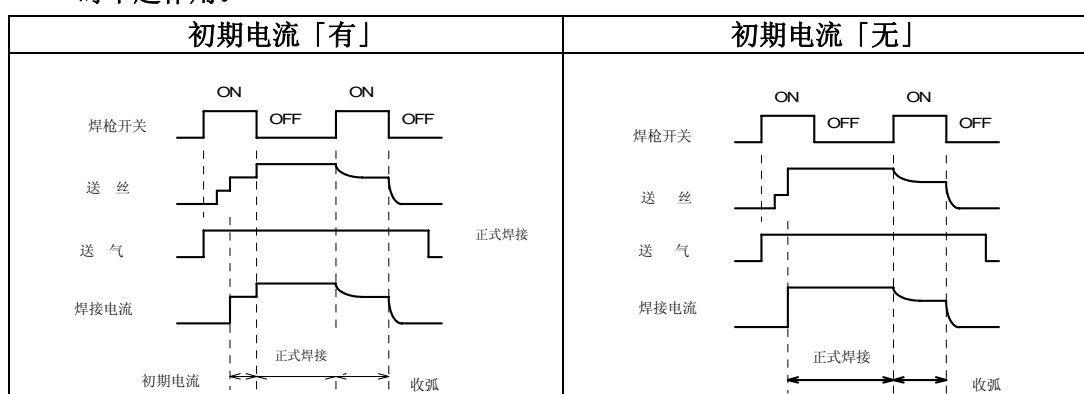 初期电流「有」
初期电流「无」
ON
ON
OFF
OFF
焊枪开关
送 丝
送 气
正式焊接
焊接电流
正式焊接
初期电流
收弧
ON
ON
OFF
OFF
焊枪开关
送 丝
送 气
焊接电流
正式焊接
收弧